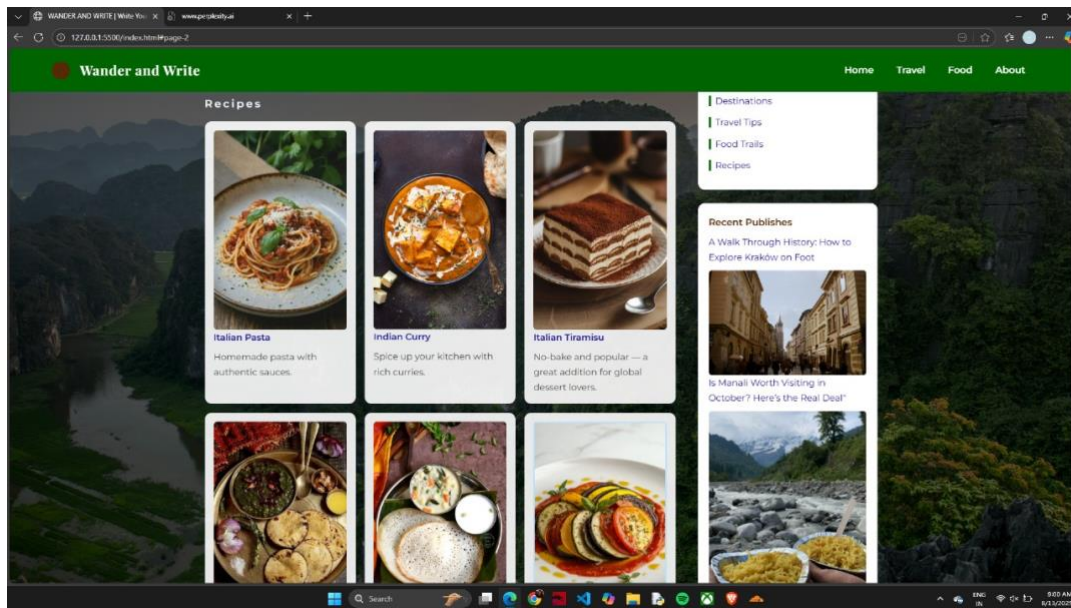 WANDER AND WRITE | Write You
www.perplexity.ai
127.0.0.1:5500/index.html#page-2
Wander and Write
Home
Travel
Food
About
Recipes
Italian Pasta
Homemade pasta with
authentic sauces.
Indian Curry
Spice up your kitchen with
rich curries.
Italian Tiramisu
No-bake and popular — a
great addition for global
dessert lovers.
Destinations
Travel Tips
Food Trails
Recipes
Recent Publishes
A Walk Through History: How to
Explore Kraków on Foot
Is Manali Worth Visiting in
October? Here's the Real Deal"
Search
ENG
IN
9:00 AM
6/13/2025